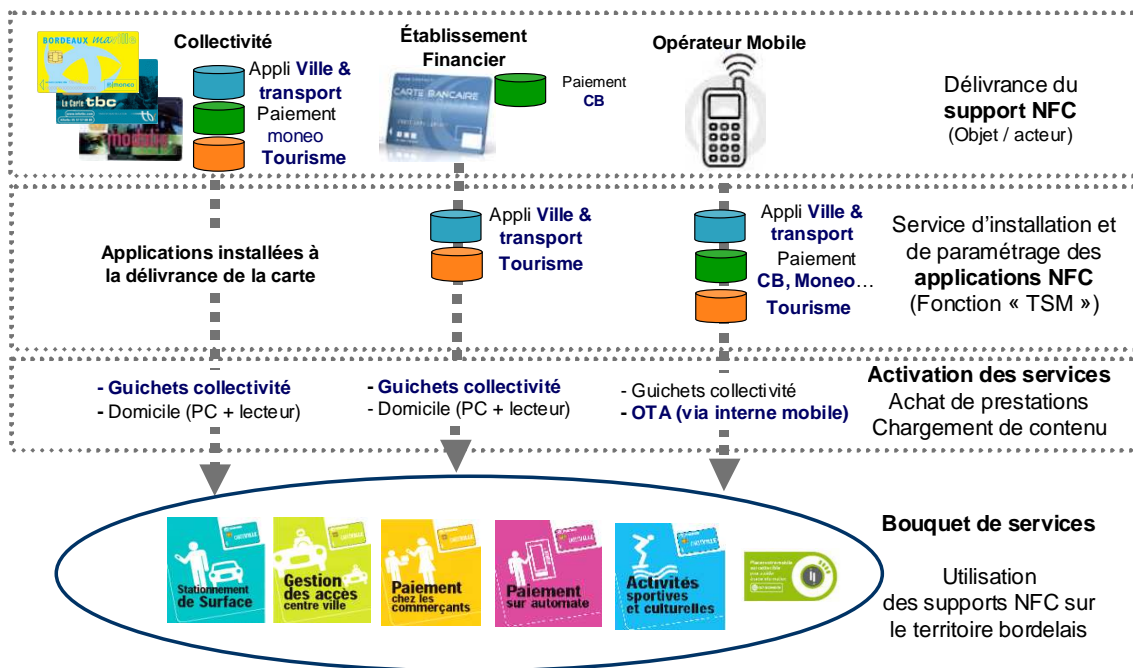 BORDEAUX ma ville
moneo
La Carte tbc
modalis
Collectivité
Appli Ville &
transport
Paiement
moneo
Tourisme
Établissement
Financier
CARTE BANCAIRE
Paiement
CB
Opérateur Mobile
Délivrance du
support NFC
(Objet / acteur)
Applications installées à
la délivrance de la carte
Appli Ville &
transport
Tourisme
Appli Ville &
transport
Paiement
CB, Moneo…
Tourisme
Service d'installation et
de paramétrage des
applications NFC
(Fonction « TSM »)
- Guichets collectivité
- Domicile (PC + lecteur)
- Guichets collectivité
- Domicile (PC + lecteur)
- Guichets collectivité
- OTA (via interne mobile)
Activation des services
Achat de prestations
Chargement de contenu
Stationnement
de Surface
Gestion
des accès
centre ville
Paiement
chez les
commerçants
Paiement
sur automate
Activités
sportives
et culturelles
Bouquet de services
Utilisation
des supports NFC sur
le territoire bordelais